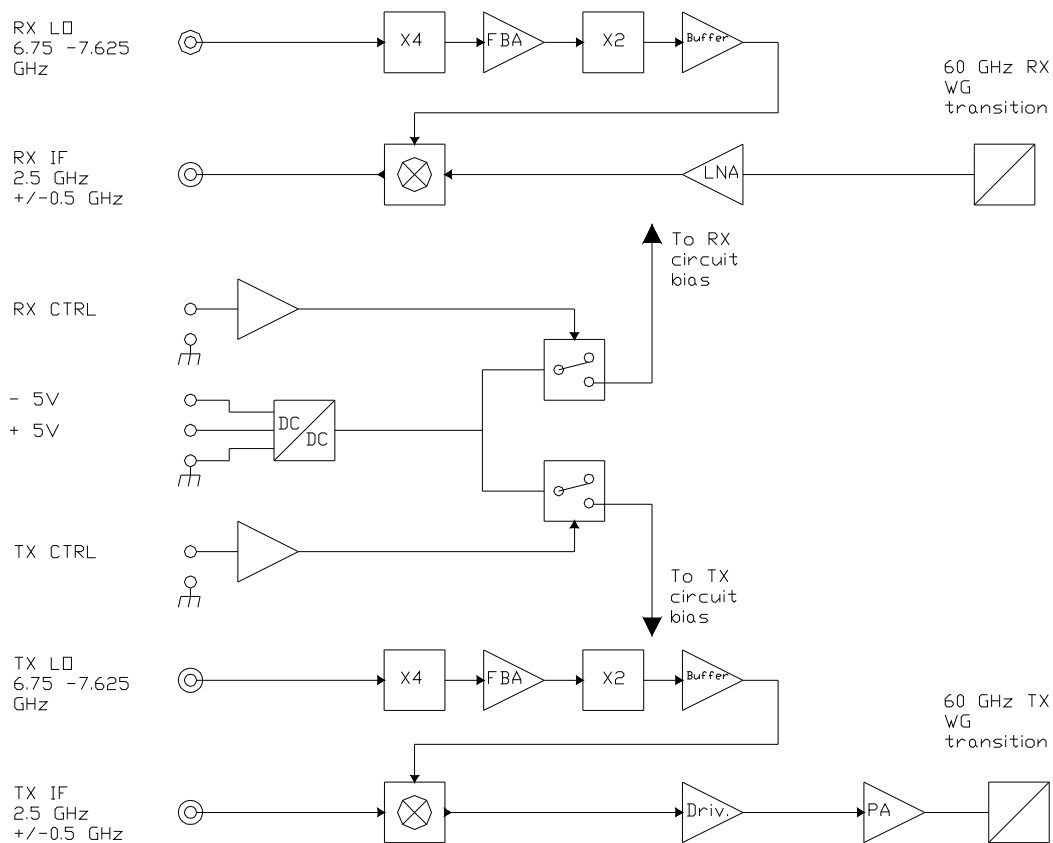 RX LO
6.75 -7.625
GHz
X4
FBA
X2
Buffer
60 GHz RX
WG
transition
RX IF
2.5 GHz
+/-0.5 GHz
LNA
To RX
circuit
bias
RX CTRL
- 5V
+ 5V
DC
DC
TX CTRL
To TX
circuit
bias
TX LO
6.75 -7.625
GHz
X4
FBA
X2
Buffer
60 GHz TX
WG
transition
TX IF
2.5 GHz
+/-0.5 GHz
Driv.
PA